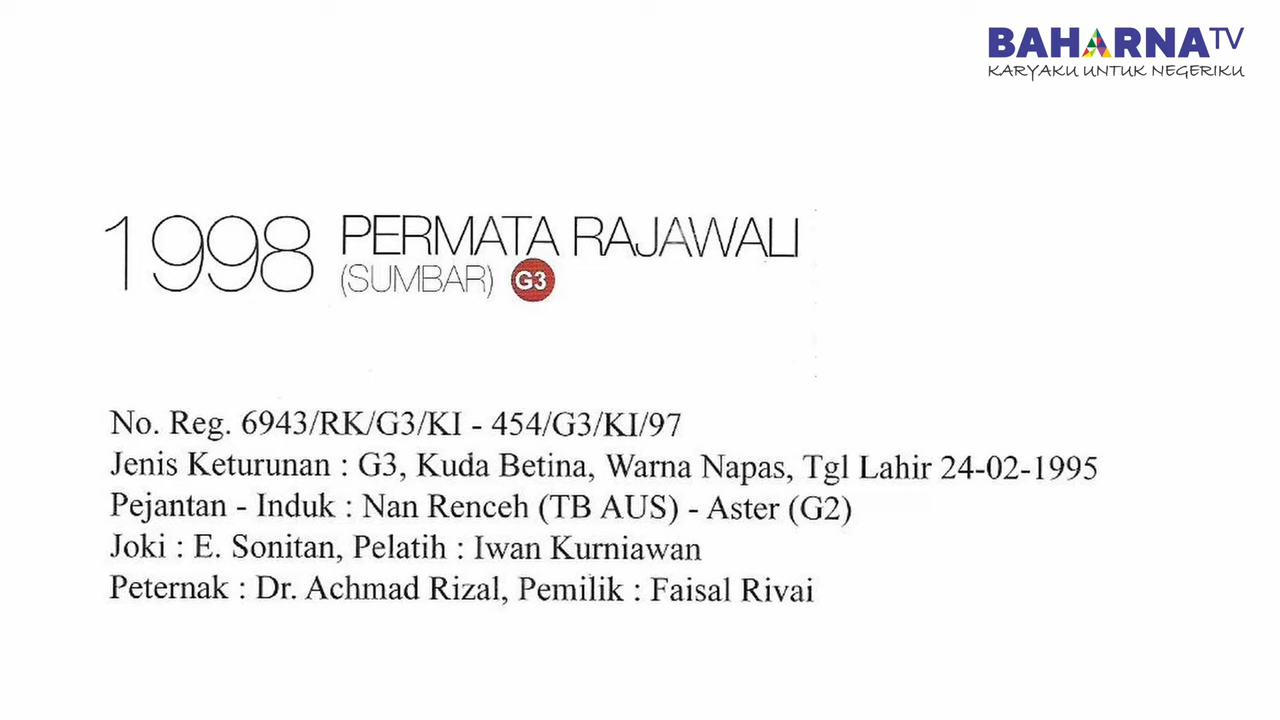 BAHARNA TV
KARYAKU UNTUK NEGERIKU
1998 PERMATA RAJAWALI
(SUMBAR) G3
No. Reg. 6943/RK/G3/KI - 454/G3/KI/97
Jenis Keturunan : G3, Kuda Betina, Warna Napas, Tgl Lahir 24-02-1995
Pejantan - Induk : Nan Renceh (TB AUS) - Aster (G2)
Joki : E. Sonitan, Pelatih : Iwan Kurniawan
Peternak : Dr. Achmad Rizal, Pemilik : Faisal Rivai